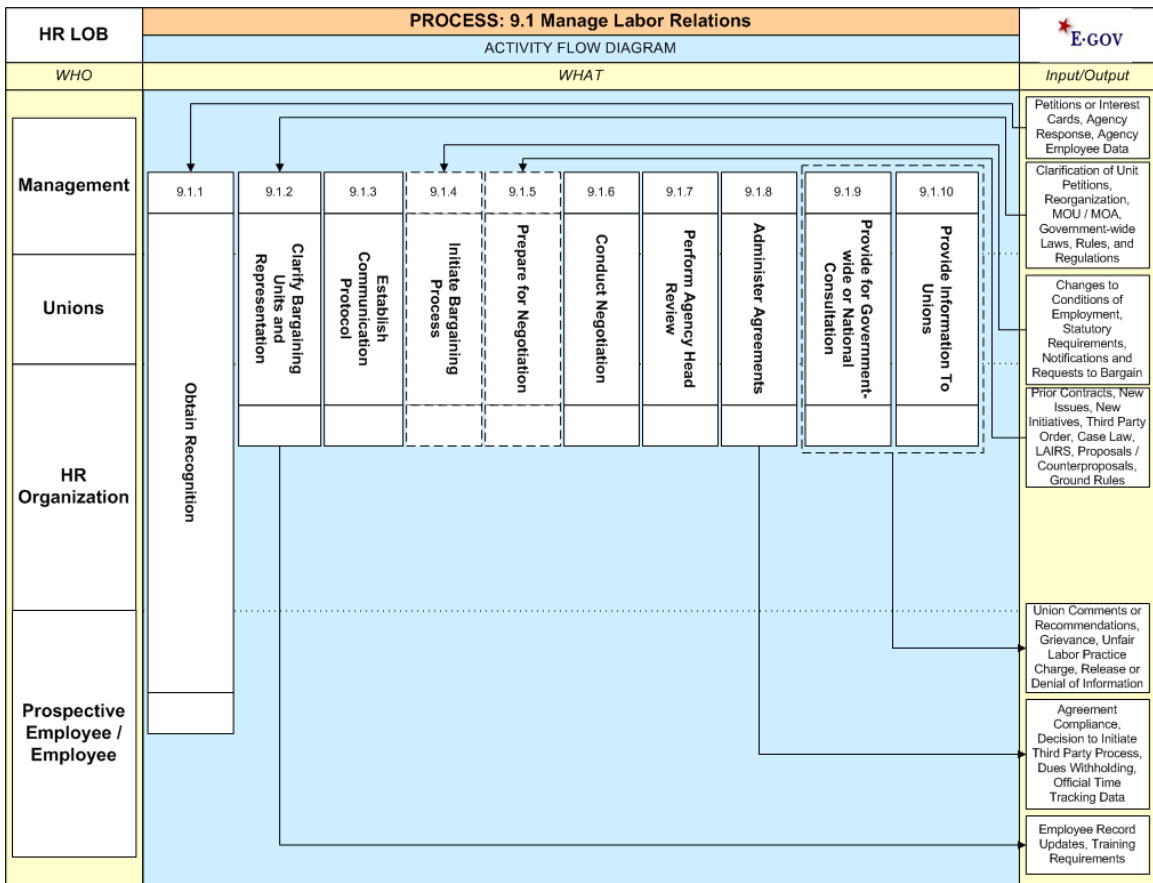 HR LOB
PROCESS: 9.1 Manage Labor Relations
ACTIVITY FLOW DIAGRAM
E·GOV
WHO
WHAT
Input/Output
Management
Unions
HR
Organization
Prospective
Employee /
Employee
9.1.1
Obtain Recognition
9.1.2
Clarify Bargaining
Units and
Representation
9.1.3
Establish
Communication
Protocol
9.1.4
Initiate Bargaining
Process
9.1.5
Prepare for Negotiation
9.1.6
Conduct Negotiation
9.1.7
Perform Agency Head
Review
9.1.8
Administer Agreements
9.1.9
Provide for Government-
wide or National
Consultation
9.1.10
Provide Information To
Unions
Petitions or Interest
Cards, Agency
Response, Agency
Employee Data
Clarification of Unit
Petitions,
Reorganization,
MOU / MOA,
Government-wide
Laws, Rules, and
Regulations
Changes to
Conditions of
Employment,
Statutory
Requirements,
Notifications and
Requests to Bargain
Prior Contracts, New
Issues, New
Initiatives, Third Party
Order, Case Law,
LAIRS, Proposals /
Counterproposals,
Ground Rules
Union Comments or
Recommendations,
Grievance, Unfair
Labor Practice
Charge, Release or
Denial of Information
Agreement
Compliance,
Decision to Initiate
Third Party Process,
Dues Withholding,
Official Time
Tracking Data
Employee Record
Updates, Training
Requirements